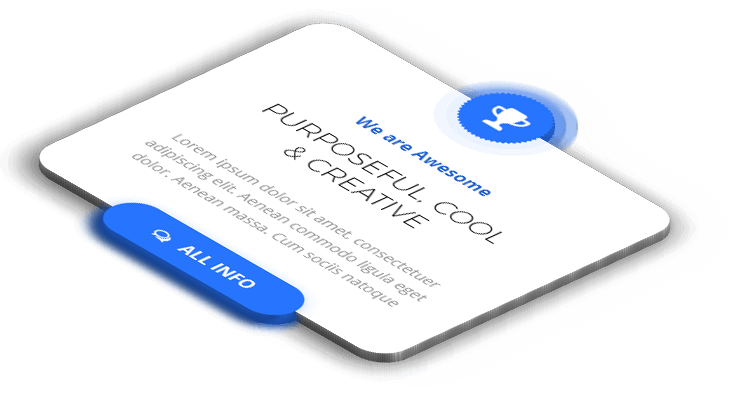 We are Awesome
PURPOSEFUL, COOL
& CREATIVE
Lorem ipsum dolor sit amet, consectetuer
adipiscing elit. Aenean commodo ligula eget
dolor. Aenean massa. Cum sociis natoque
ALL INFO